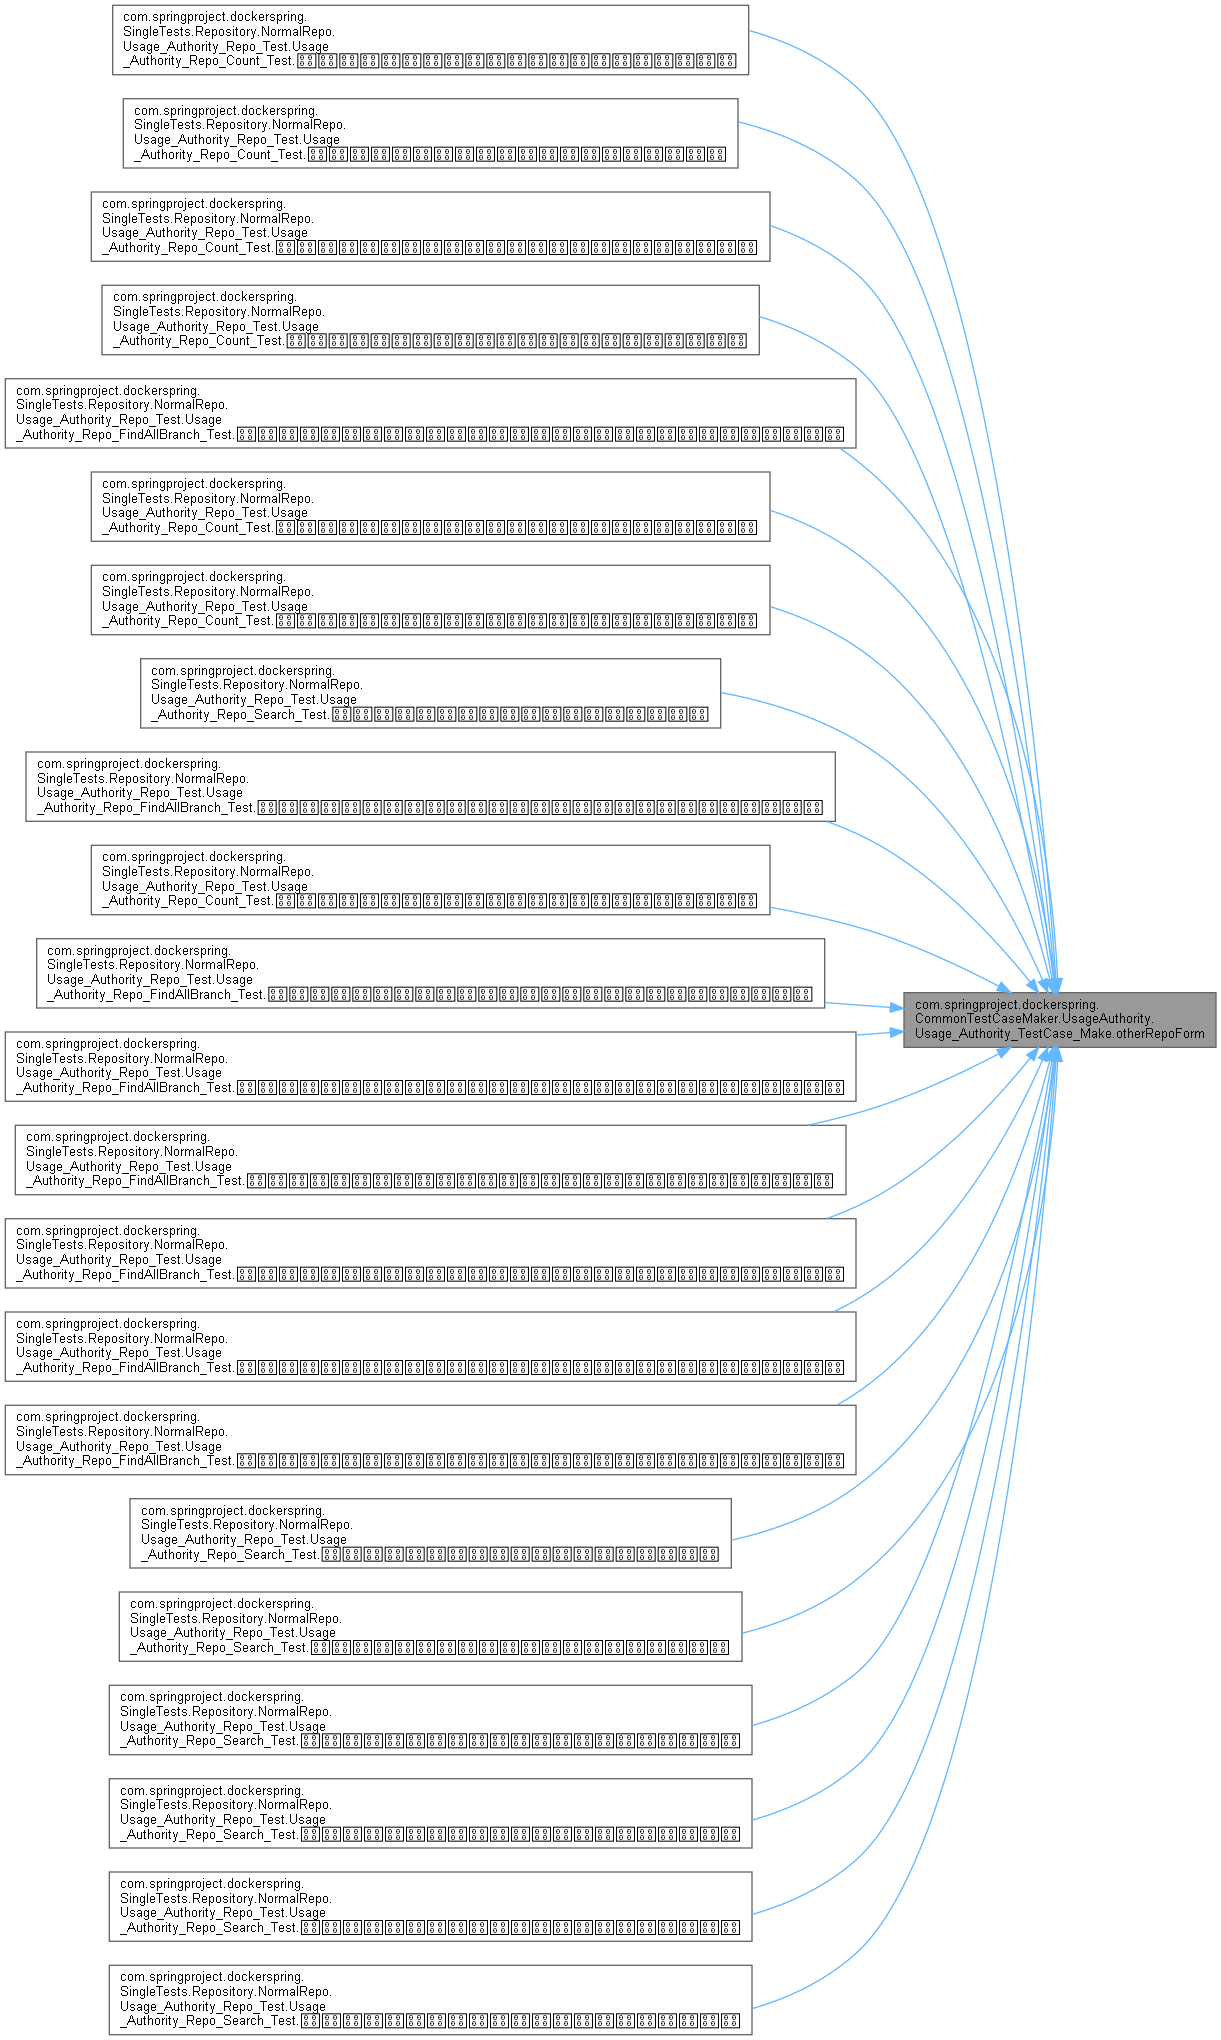 com.springproject.dockerspring.
SingleTests.Repository.NormalRepo.
Usage_Authority_Repo_Test.Usage
_Authority_Repo_Count_Test.
com.springproject.dockerspring.
SingleTests.Repository.NormalRepo.
Usage_Authority_Repo_Test.Usage
_Authority_Repo_Count_Test.
com.springproject.dockerspring.
SingleTests.Repository.NormalRepo.
Usage_Authority_Repo_Test.Usage
_Authority_Repo_Count_Test.
com.springproject.dockerspring.
SingleTests.Repository.NormalRepo.
Usage_Authority_Repo_Test.Usage
_Authority_Repo_Count_Test.
com.springproject.dockerspring.
SingleTests.Repository.NormalRepo.
Usage_Authority_Repo_Test.Usage
_Authority_Repo_FindAllBranch_Test.
com.springproject.dockerspring.
SingleTests.Repository.NormalRepo.
Usage_Authority_Repo_Test.Usage
_Authority_Repo_Count_Test.
com.springproject.dockerspring.
SingleTests.Repository.NormalRepo.
Usage_Authority_Repo_Test.Usage
_Authority_Repo_Count_Test.
com.springproject.dockerspring.
SingleTests.Repository.NormalRepo.
Usage_Authority_Repo_Test.Usage
_Authority_Repo_Search_Test.
com.springproject.dockerspring.
SingleTests.Repository.NormalRepo.
Usage_Authority_Repo_Test.Usage
_Authority_Repo_FindAllBranch_Test.
com.springproject.dockerspring.
SingleTests.Repository.NormalRepo.
Usage_Authority_Repo_Test.Usage
_Authority_Repo_Count_Test.
com.springproject.dockerspring.
SingleTests.Repository.NormalRepo.
Usage_Authority_Repo_Test.Usage
_Authority_Repo_FindAllBranch_Test.
com.springproject.dockerspring.
CommonTestCaseMaker.UsageAuthority.
Usage_Authority_TestCase_Make.otherRepoForm
com.springproject.dockerspring.
SingleTests.Repository.NormalRepo.
Usage_Authority_Repo_Test.Usage
_Authority_Repo_FindAllBranch_Test.
com.springproject.dockerspring.
SingleTests.Repository.NormalRepo.
Usage_Authority_Repo_Test.Usage
_Authority_Repo_FindAllBranch_Test.
com.springproject.dockerspring.
SingleTests.Repository.NormalRepo.
Usage_Authority_Repo_Test.Usage
_Authority_Repo_FindAllBranch_Test.
com.springproject.dockerspring.
SingleTests.Repository.NormalRepo.
Usage_Authority_Repo_Test.Usage
_Authority_Repo_FindAllBranch_Test.
com.springproject.dockerspring.
SingleTests.Repository.NormalRepo.
Usage_Authority_Repo_Test.Usage
_Authority_Repo_FindAllBranch_Test.
com.springproject.dockerspring.
SingleTests.Repository.NormalRepo.
Usage_Authority_Repo_Test.Usage
_Authority_Repo_Search_Test.
com.springproject.dockerspring.
SingleTests.Repository.NormalRepo.
Usage_Authority_Repo_Test.Usage
_Authority_Repo_Search_Test.
com.springproject.dockerspring.
SingleTests.Repository.NormalRepo.
Usage_Authority_Repo_Test.Usage
_Authority_Repo_Search_Test.
com.springproject.dockerspring.
SingleTests.Repository.NormalRepo.
Usage_Authority_Repo_Test.Usage
_Authority_Repo_Search_Test.
com.springproject.dockerspring.
SingleTests.Repository.NormalRepo.
Usage_Authority_Repo_Test.Usage
_Authority_Repo_Search_Test.
com.springproject.dockerspring.
SingleTests.Repository.NormalRepo.
Usage_Authority_Repo_Test.Usage
_Authority_Repo_Search_Test.